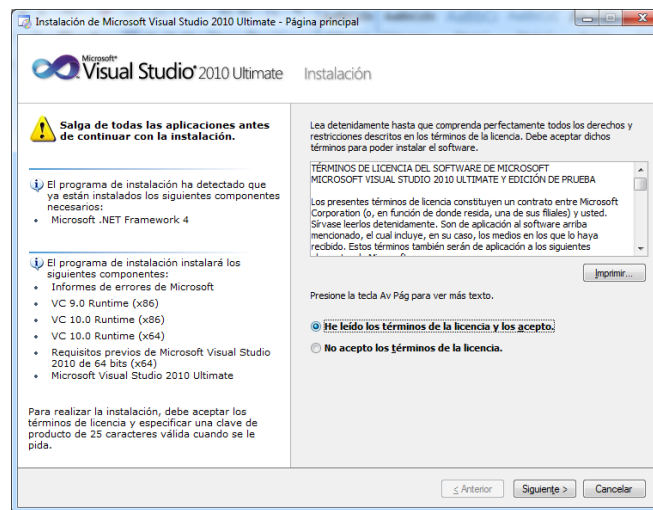 Instalación de Microsoft Visual Studio 2010 Ultimate - Página principal
Microsoft®
Visual Studio® 2010 Ultimate
Instalación
Salga de todas las aplicaciones antes
de continuar con la instalación.
El programa de instalación ha detectado que
ya están instalados los siguientes componentes
necesarios:
Microsoft .NET Framework 4
El programa de instalación instalará los
siguientes componentes:
Informes de errores de Microsoft
VC 9.0 Runtime (x86)
VC 10.0 Runtime (x86)
VC 10.0 Runtime (x64)
Requisitos previos de Microsoft Visual Studio
2010 de 64 bits (x64)
Microsoft Visual Studio 2010 Ultimate
Para realizar la instalación, debe aceptar los
términos de licencia y especificar una clave de
producto de 25 caracteres válida cuando se le
pida.
Lea detenidamente hasta que comprenda perfectamente todos los derechos y
restricciones descritos en los términos de la licencia. Debe aceptar dichos
términos para poder instalar el software.
TÉRMINOS DE LICENCIA DEL SOFTWARE DE MICROSOFT
MICROSOFT VISUAL STUDIO 2010 ULTIMATE Y EDICIÓN DE PRUEBA
Los presentes términos de licencia constituyen un contrato entre Microsoft
Corporation (o, en función de donde resida, una de sus filiales) y usted.
Sírvase leerlos detenidamente. Son de aplicación al software arriba
mencionado, el cual incluye, en su caso, los medios en los que lo haya
recibido. Estos términos también serán de aplicación a los siguientes
Imprimir...
Presione la tecla Av Pág para ver más texto.
He leído los términos de la licencia y los acepto.
No acepto los términos de la licencia.
< Anterior
Siguiente >
Cancelar